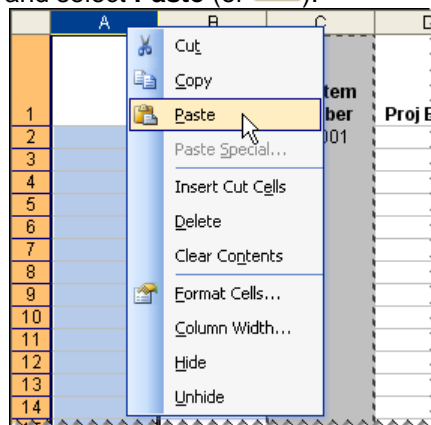 and select Paste (or ).
A B C
Cut
Copy
tem
1 Paste ber Proj
2 Paste Special... 001
3
4 Insert Cut Cells
5
6 Delete
7 Clear Contents
8
9 Format Cells...
10
11 Column Width...
12 Hide
13
14 Unhide